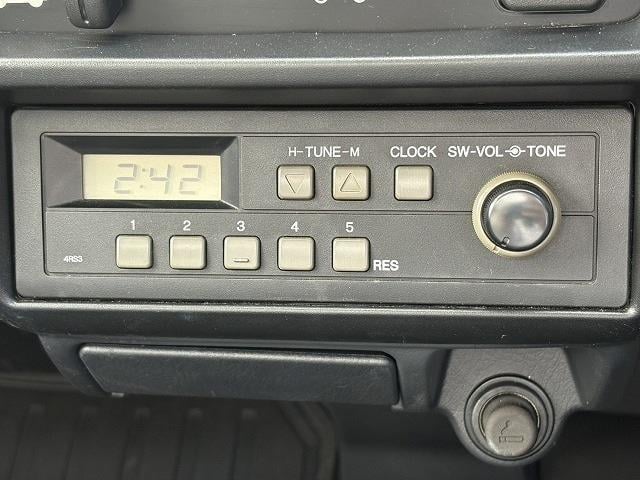 H-TUNE-M CLOCK SW-VOL TONE
2:42
1 2 3 4 5
4RS3 RES